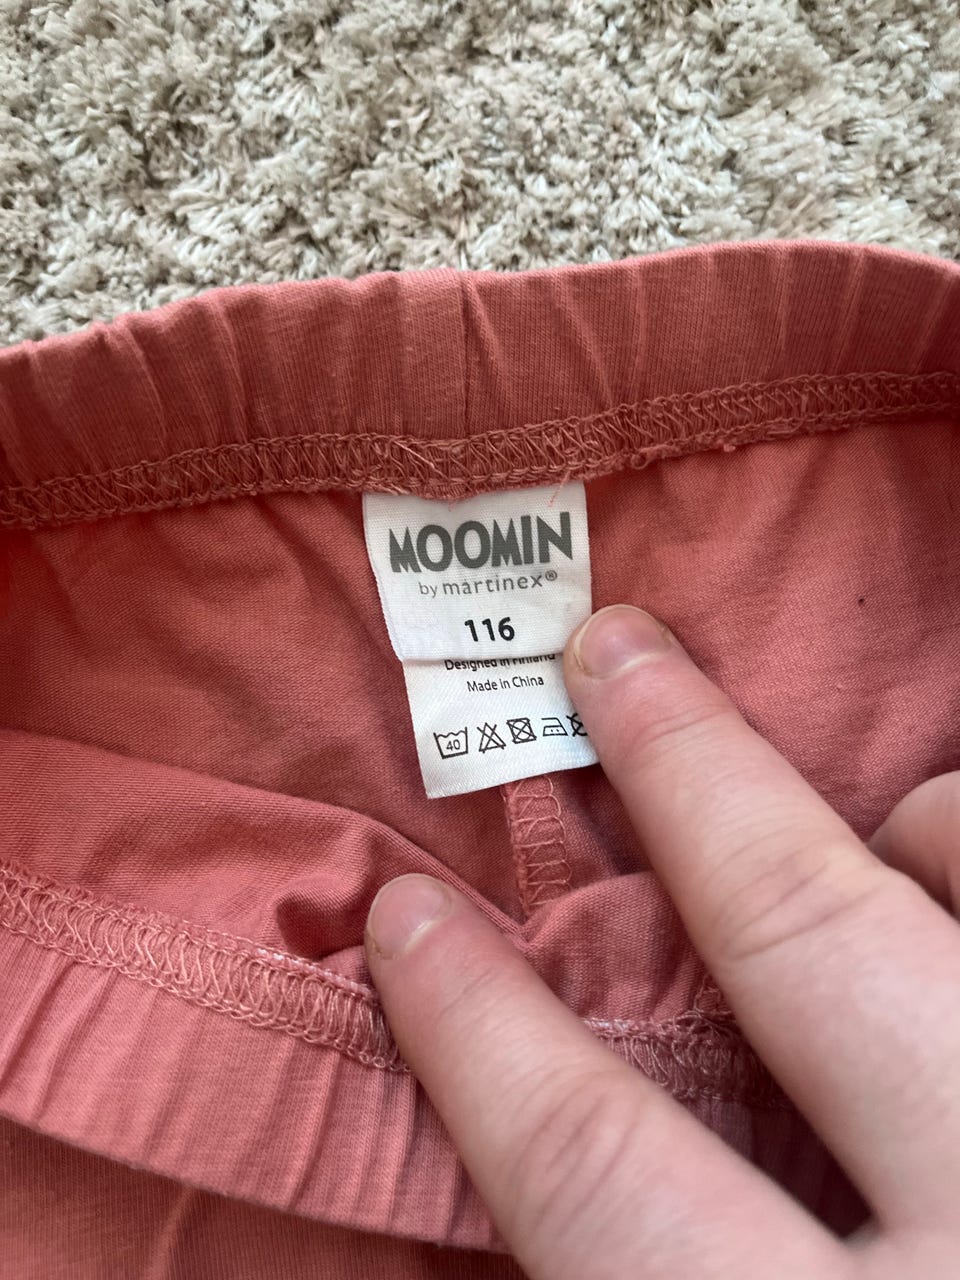 MOOMIN
by martinex®
116
Designed in Finland
Made in China
40